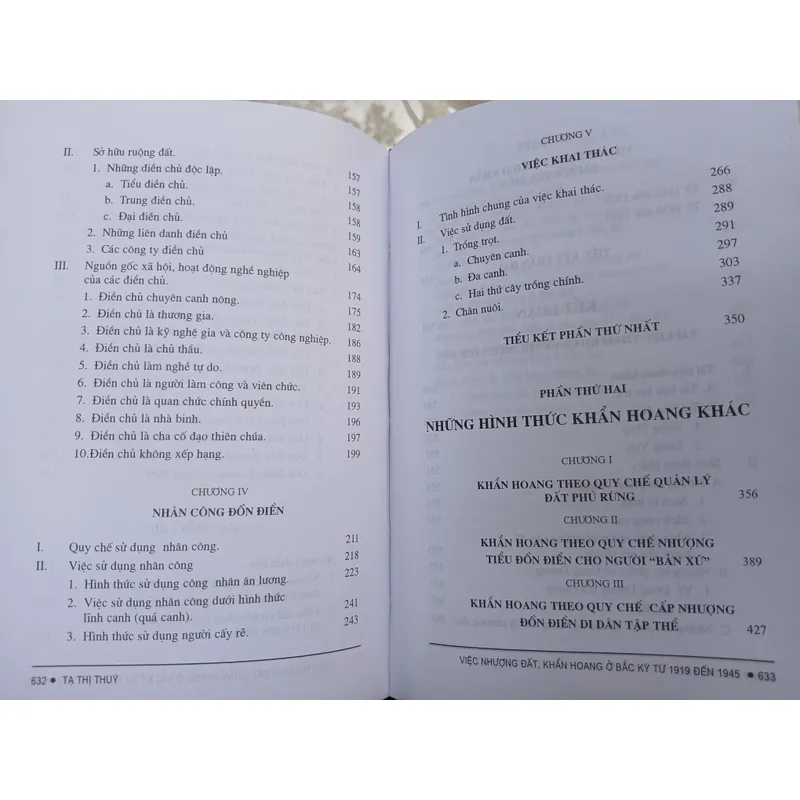 II. Sở hữu ruộng đất.
1. Những điền chủ độc lập. 157
a. Tiểu điền chủ. 157
b. Trung điền chủ. 158
c. Đại điền chủ. 158
2. Những liên danh điền chủ 159
3. Các công ty điền chủ 163
III. Nguồn gốc xã hội, hoạt động nghề nghiệp 164
của các điền chủ.
1. Điền chủ chuyên canh nông. 174
2. Điền chủ là thương gia. 175
3. Điền chủ là kỹ nghệ gia và công ty công nghiệp. 182
4. Điền chủ là chủ thầu. 186
5. Điền chủ làm nghề tự do. 188
6. Điền chủ là người làm công và viên chức. 189
7. Điền chủ là quan chức chính quyền. 191
8. Điền chủ là nhà binh. 193
9. Điền chủ là cha cố đạo thiên chúa. 196
10.Điền chủ không xếp hạng. 197
199
CHƯƠNG IV
NHÂN CÔNG ĐỒN ĐIỀN
I. Quy chế sử dụng nhân công. 211
II. Việc sử dụng nhân công 218
1. Hình thức sử dụng công nhân ăn lương. 223
2. Việc sử dụng nhân công dưới hình thức
lĩnh canh (quá canh). 241
3. Hình thức sử dụng người cấy rẽ. 243
632 • TẠ THỊ THUÝ
CHƯƠNG V
VIỆC KHAI THÁC
I. Tình hình chung của việc khai thác. 266
II. Việc sử dụng đất. 288
1. Trồng trọt. 289
a. Chuyên canh. 291
b. Đa canh. 297
c. Hai thứ cây trồng chính. 303
2. Chăn nuôi. 337
TIỂU KẾT PHẦN THỨ NHẤT 350
PHẦN THỨ HAI
NHỮNG HÌNH THỨC KHẨN HOANG KHÁC
CHƯƠNG I
KHẨN HOANG THEO QUY CHẾ QUẢN LÝ
ĐẤT PHỦ RỪNG 356
CHƯƠNG II
KHẨN HOANG THEO QUY CHẾ NHƯỢNG
TIỂU ĐỒN ĐIỀN CHO NGƯỜI “BẢN XỨ” 389
CHƯƠNG III
KHẨN HOANG THEO QUY CHẾ CẤP NHƯỢNG
ĐỒN ĐIỀN DI DÂN TẬP THỂ 427
VIỆC NHƯỢNG ĐẤT, KHẨN HOANG Ở BẮC KỲ TỪ 1919 ĐẾN 1945 • 633